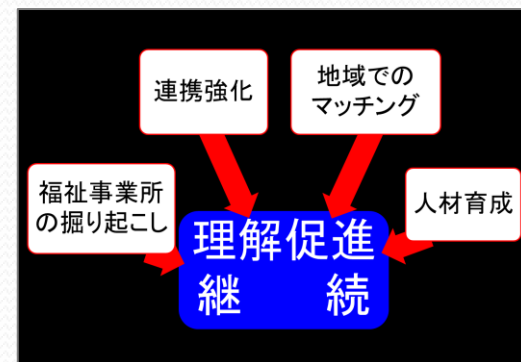 連携強化
地域での
マッチング
福祉事業所
の掘り起こし
人材育成
理解促進
継　　続